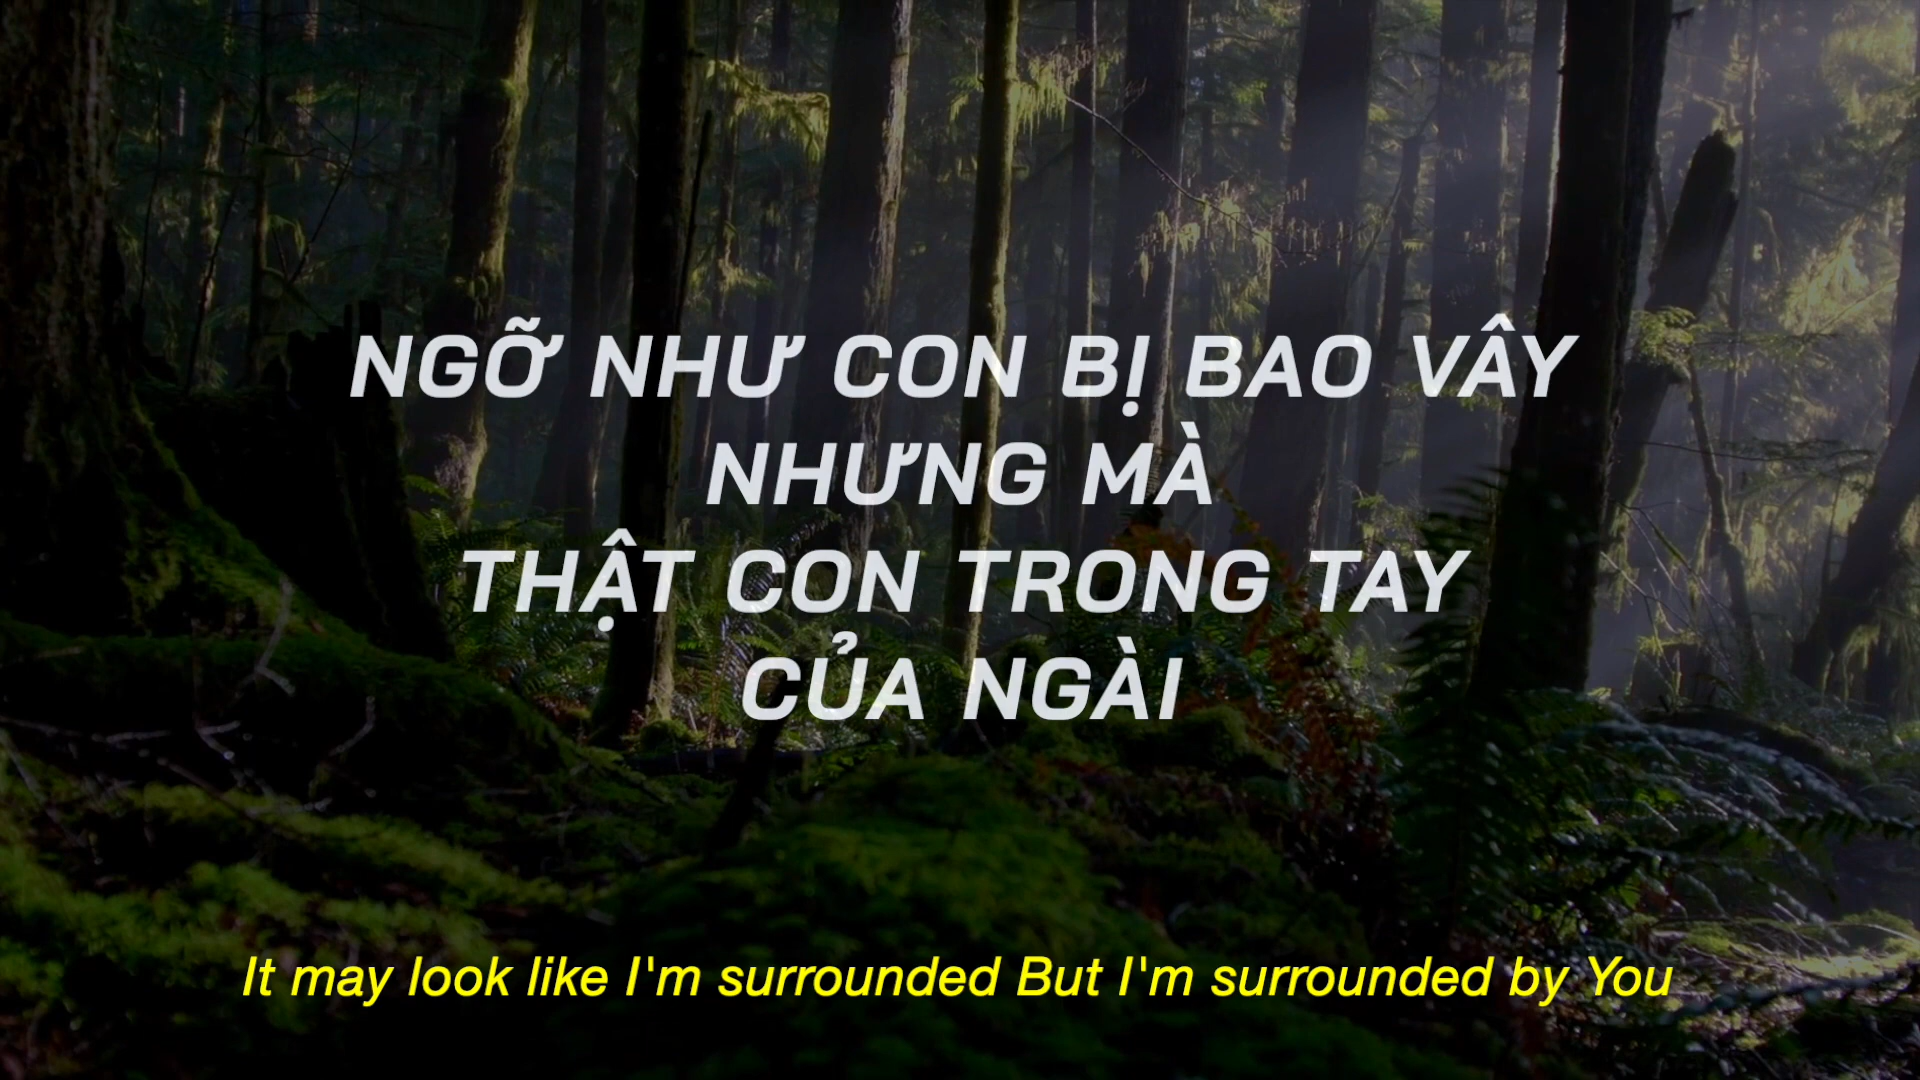 NGỠ NHƯ CON BỊ BAO VÂY
NHƯNG MÀ
THẬT CON TRONG TAY
CỦA NGÀI
It may look like I'm surrounded But I'm surrounded by You